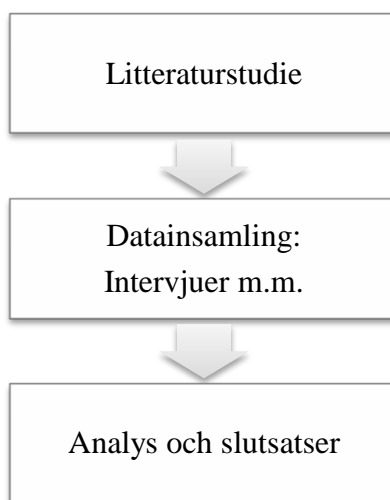 Litteraturstudie
Datainsamling:
Intervjuer m.m.
Analys och slutsatser